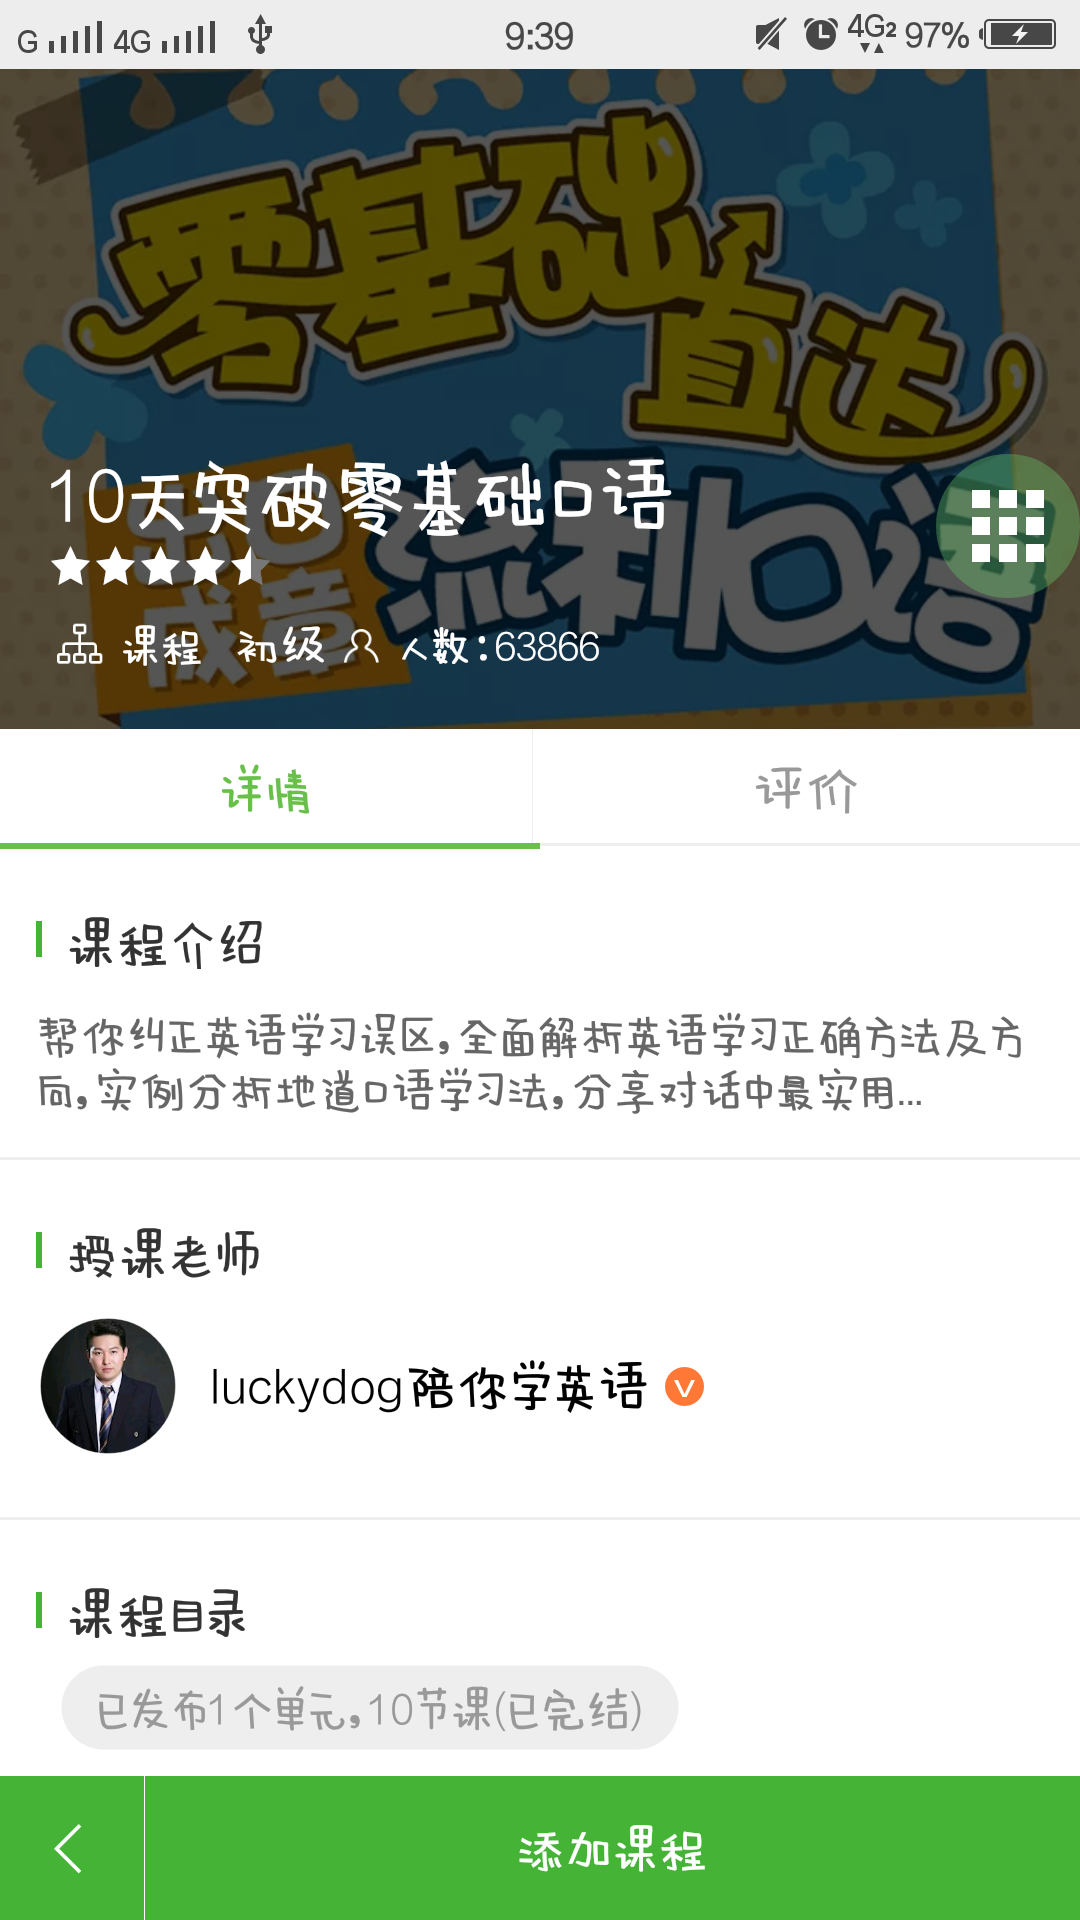 G 4G 9:39 4G2 97%
零基础
直达
流利口语
成音
10天突破零基础口语
课程 初级 人数:63866
详情 评价
课程介绍
帮你纠正英语学习误区,全面解析英语学习正确方法及方
向,实例分析地道口语学习法,分享对话中最实用...
授课老师
luckydog陪你学英语 V
课程目录
已发布1个单元,10节课(已完结)
添加课程